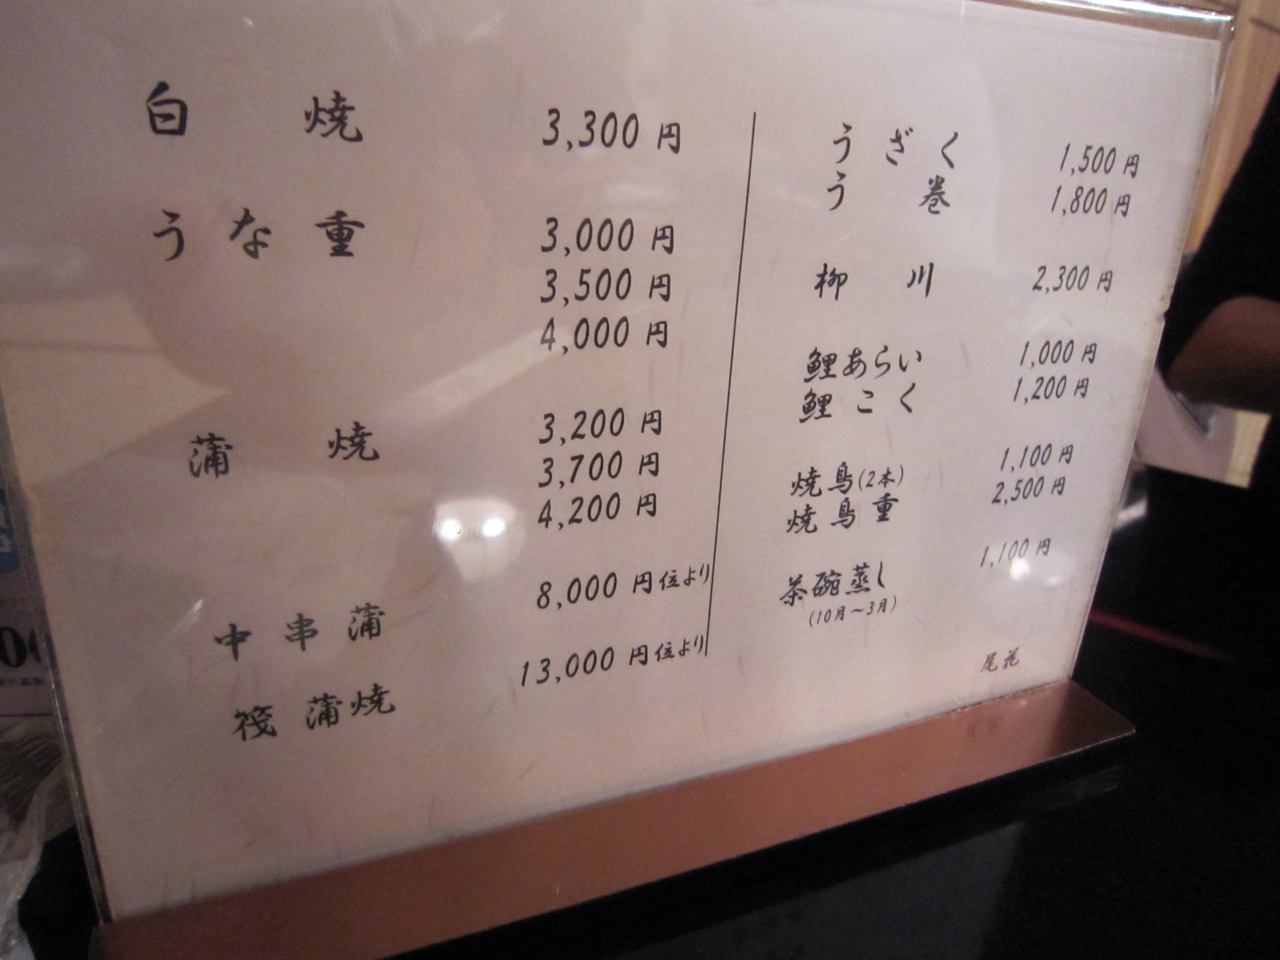 白焼 3,300円
うな重 3,000円
3,500円
4,000円
蒲焼 3,200円
3,700円
4,200円
中串蒲 8,000円位より
筏蒲焼 13,000円位より
うざく 1,500円
う巻 1,800円
柳川 2,300円
鯉あらい 1,000円
鯉こく 1,200円
焼鳥(2本) 1,100円
焼鳥重 2,500円
茶碗蒸し 1,100円
(10月～3月)
尾花